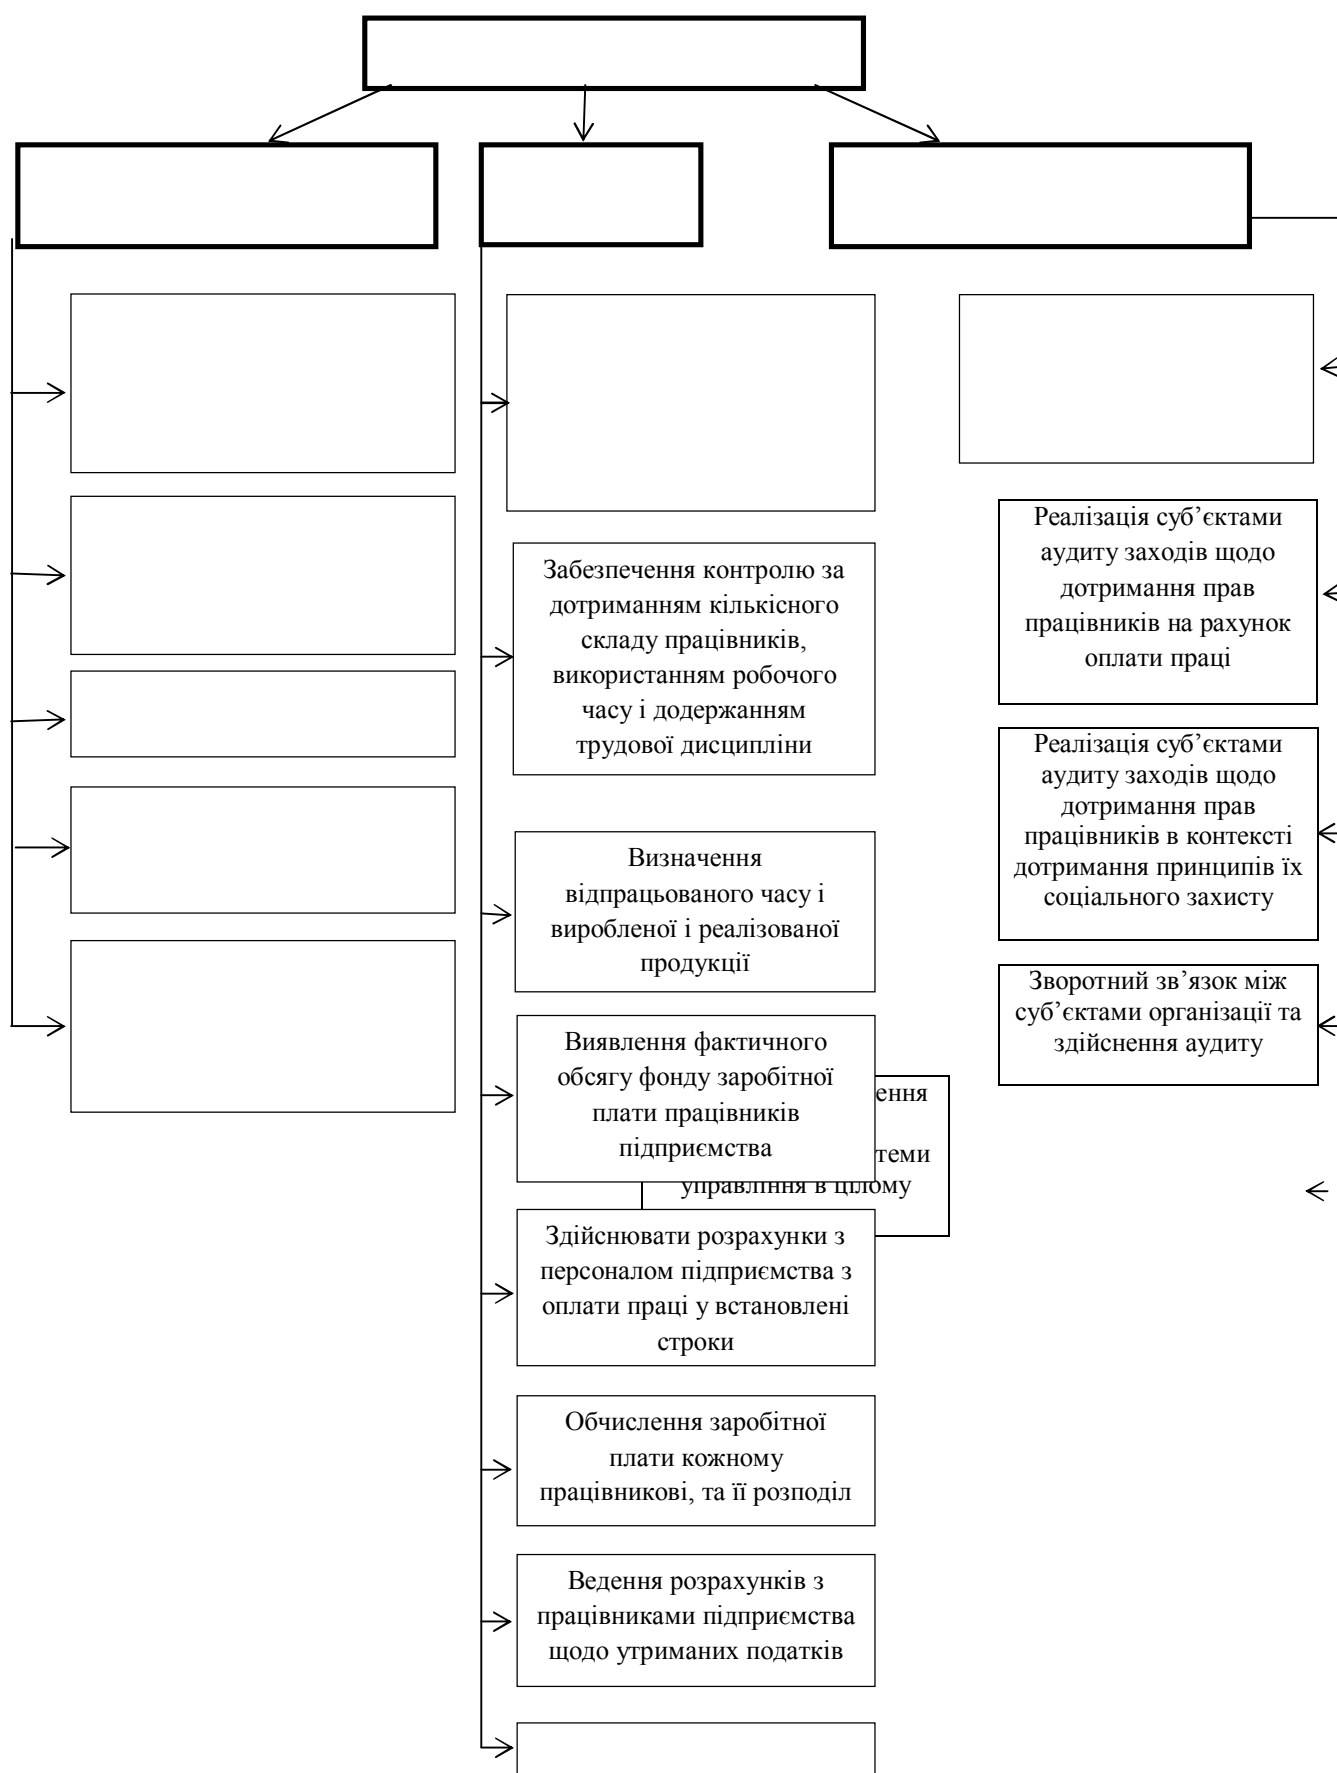 Забезпечення контролю за
дотриманням кількісного
складу працівників,
використанням робочого
часу і додержанням
трудової дисципліни
Визначення
відпрацьованого часу і
виробленої і реалізованої
продукції
Виявлення фактичного
обсягу фонду заробітної
плати працівників
підприємства
ення
теми
управління в цілому
Здійснювати розрахунки з
персоналом підприємства з
оплати праці у встановлені
строки
Обчислення заробітної
плати кожному
працівникові, та її розподіл
Ведення розрахунків з
працівниками підприємства
щодо утриманих податків
Реалізація суб’єктами
аудиту заходів щодо
дотримання прав
працівників на рахунок
оплати праці
Реалізація суб’єктами
аудиту заходів щодо
дотримання прав
працівників в контексті
дотримання принципів їх
соціального захисту
Зворотний зв’язок між
суб’єктами організації та
здійснення аудиту